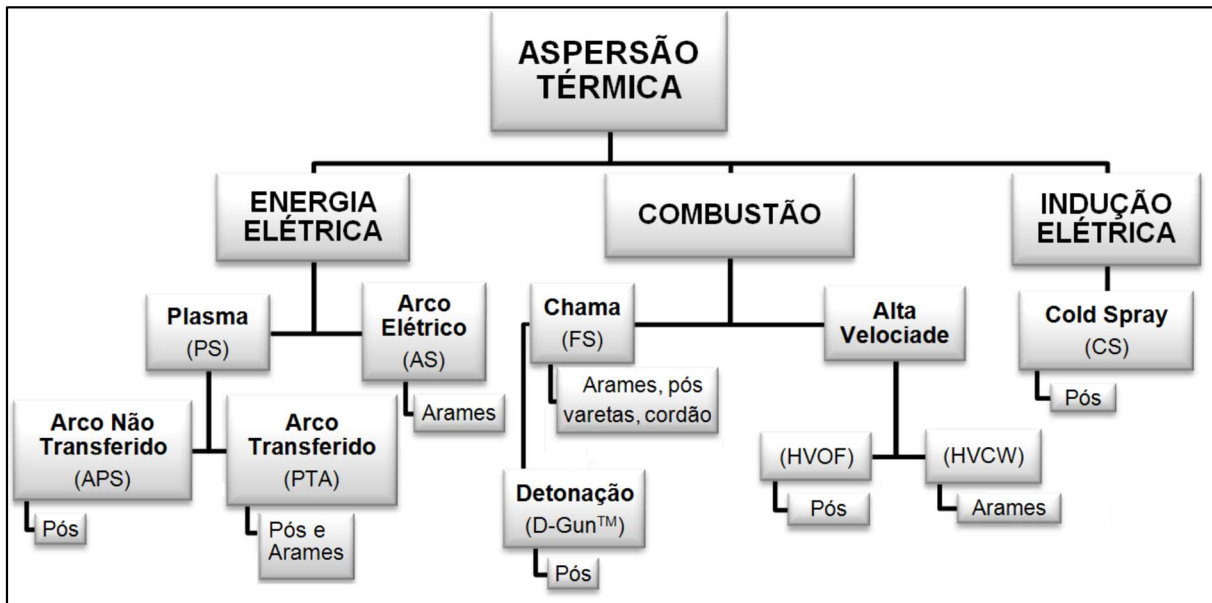 ASPERSÃO
TÉRMICA
ENERGIA
ELÉTRICA
COMBUSTÃO
INDUÇÃO
ELÉTRICA
Plasma
(PS)
Arco
Elétrico
(AS)
Arames
Arco Não
Transferido
(APS)
Pós
Arco
Transferido
(PTA)
Pós e
Arames
Chama
(FS)
Arames, pós
varetas, cordão
Detonação
(D-Gun™)
Pós
Alta
Velociade
(HVOF)
Pós
(HVCW)
Arames
Cold Spray
(CS)
Pós